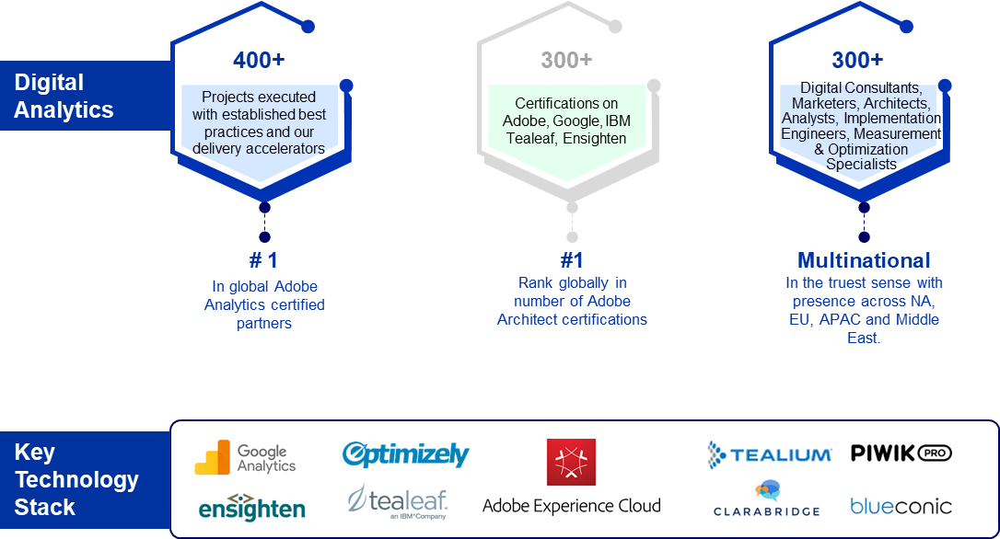 Digital
Analytics
400+
Projects executed
with established best
practices and our
delivery accelerators
# 1
In global Adobe
Analytics certified
partners
300+
Certifications on
Adobe, Google, IBM
Tealeaf, Ensighten
#1
Rank globally in
number of Adobe
Architect certifications
300+
Digital Consultants,
Marketers, Architects,
Analysts, Implementation
Engineers, Measurement
& Optimization
Specialists
Multinational
In the truest sense with
presence across NA,
EU, APAC and Middle
East.
Key
Technology
Stack
Google
Analytics
Optimizely
TEALIUM
PIWIK PRO
ensighten
tealeaf.
an IBM® Company
Adobe Experience Cloud
CLARABRIDGE
blueconic